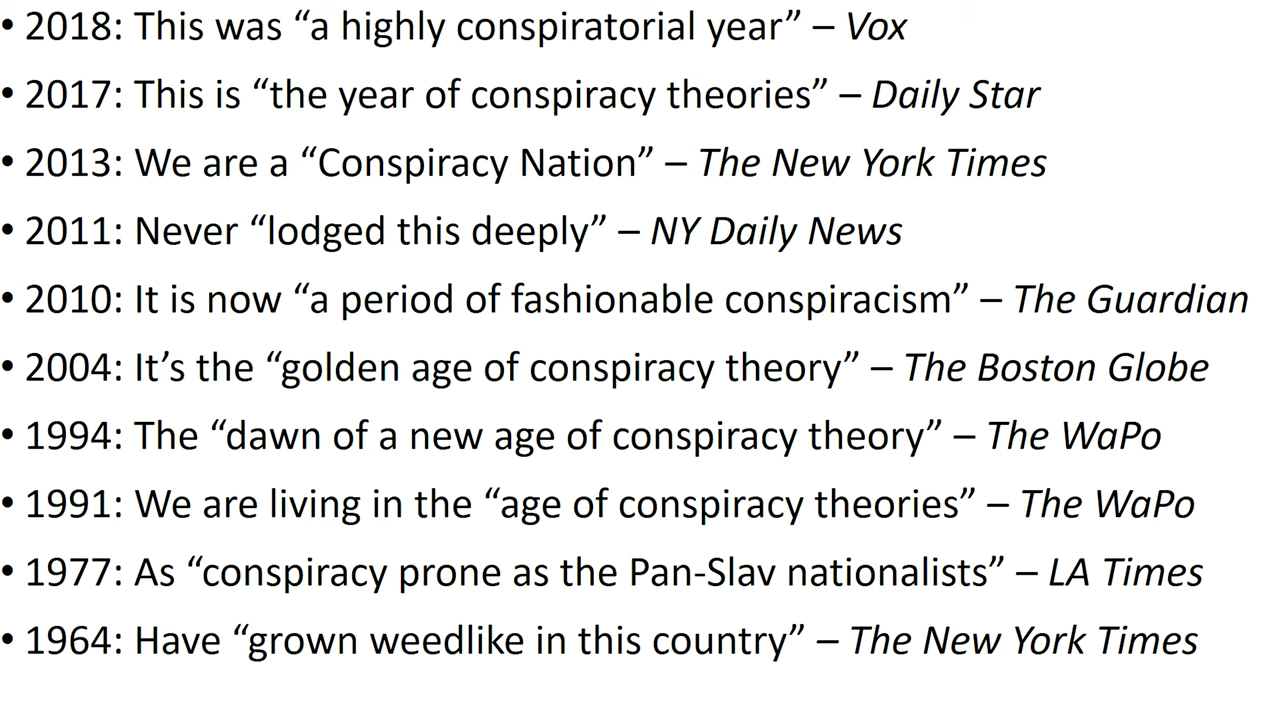 • 2018: This was “a highly conspiratorial year” – Vox
• 2017: This is “the year of conspiracy theories” – Daily Star
• 2013: We are a “Conspiracy Nation” – The New York Times
• 2011: Never “lodged this deeply” – NY Daily News
• 2010: It is now “a period of fashionable conspiracism” – The Guardian
• 2004: It’s the “golden age of conspiracy theory” – The Boston Globe
• 1994: The “dawn of a new age of conspiracy theory” – The WaPo
• 1991: We are living in the “age of conspiracy theories” – The WaPo
• 1977: As “conspiracy prone as the Pan-Slav nationalists” – LA Times
• 1964: Have “grown weedlike in this country” – The New York Times